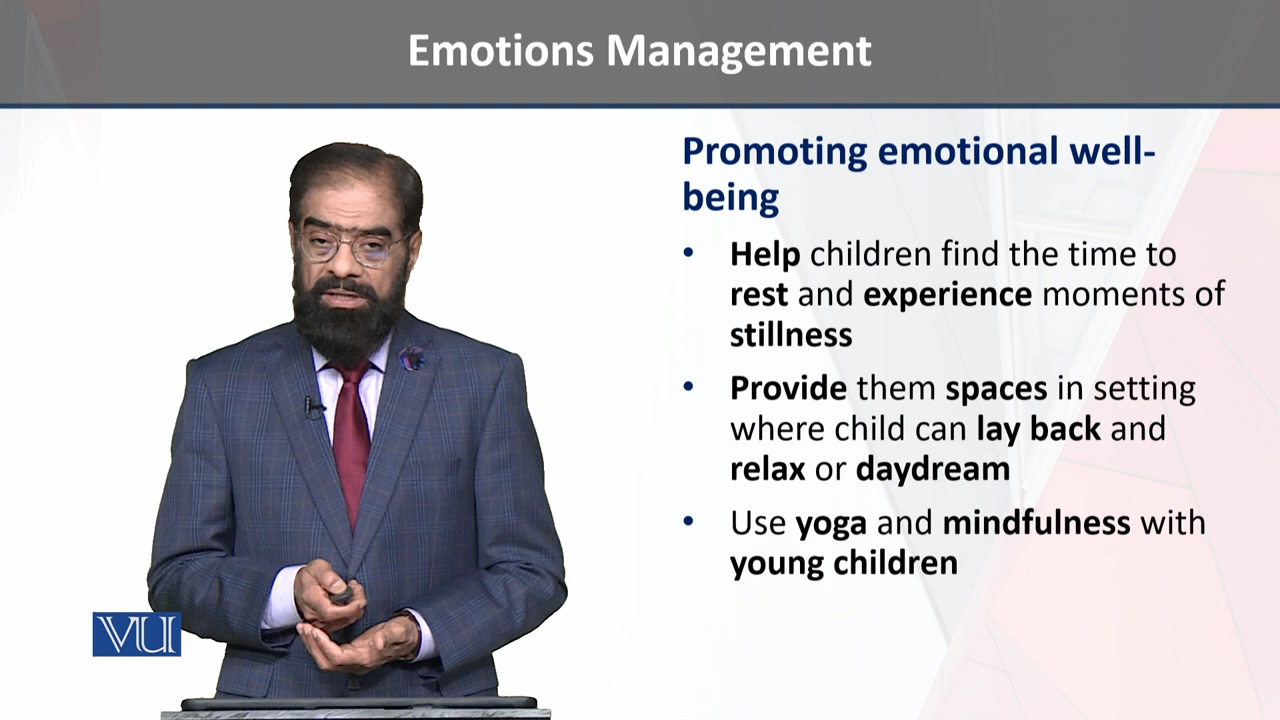 Emotions Management
Promoting emotional well-
being
• Help children find the time to
rest and experience moments of
stillness
• Provide them spaces in setting
where child can lay back and
relax or daydream
• Use yoga and mindfulness with
young children
VU